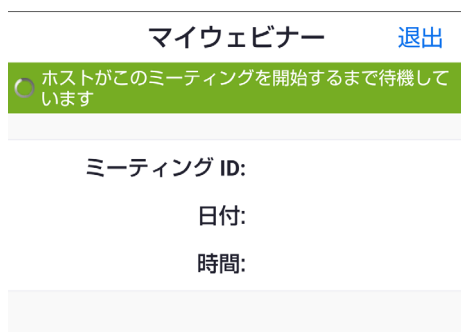 マイウェビナー 退出
ホストがこのミーティングを開始するまで待機して
います
ミーティング ID:
日付:
時間: